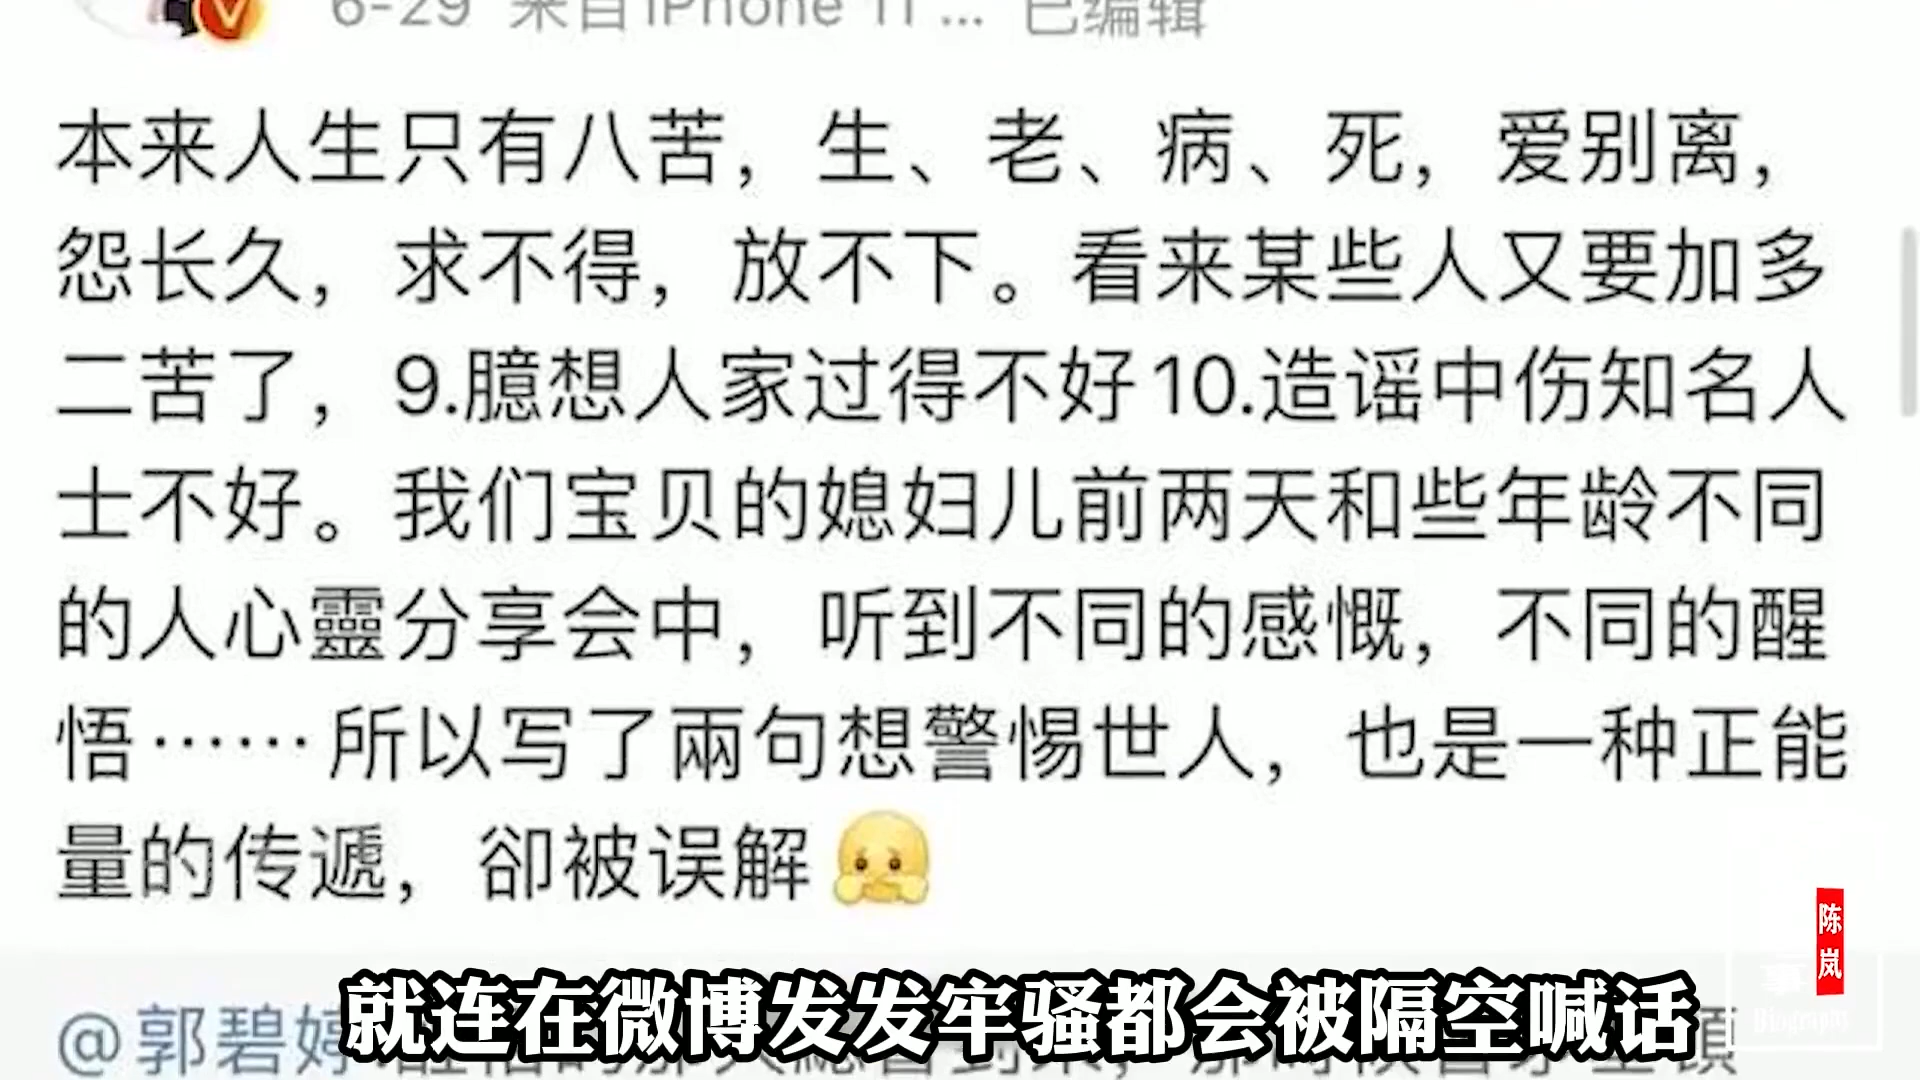 6-29 来自iPhone 11... 已编辑
本来人生只有八苦，生、老、病、死，爱别离，
怨长久，求不得，放不下。看来某些人又要加多
二苦了，9.臆想人家过得不好10.造谣中伤知名人
士不好。我们宝贝的媳妇儿前两天和些年龄不同
的人心靈分享会中，听到不同的感慨，不同的醒
悟⋯⋯所以写了兩句想警惕世人，也是一种正能
量的传遞，卻被误解
陈岚
@郭碧婷
就连在微博发发牢骚都会被隔空喊话